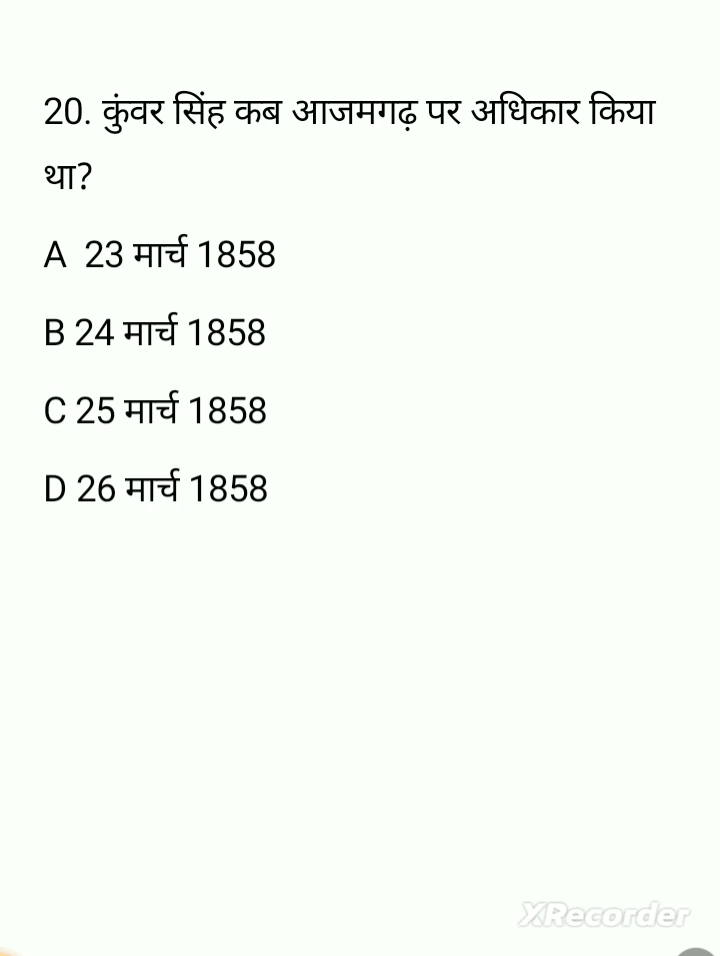 20. कुंवर सिंह कब आजमगढ़ पर अधिकार किया
था?
A 23 मार्च 1858
B 24 मार्च 1858
C 25 मार्च 1858
D 26 मार्च 1858
XRecorder